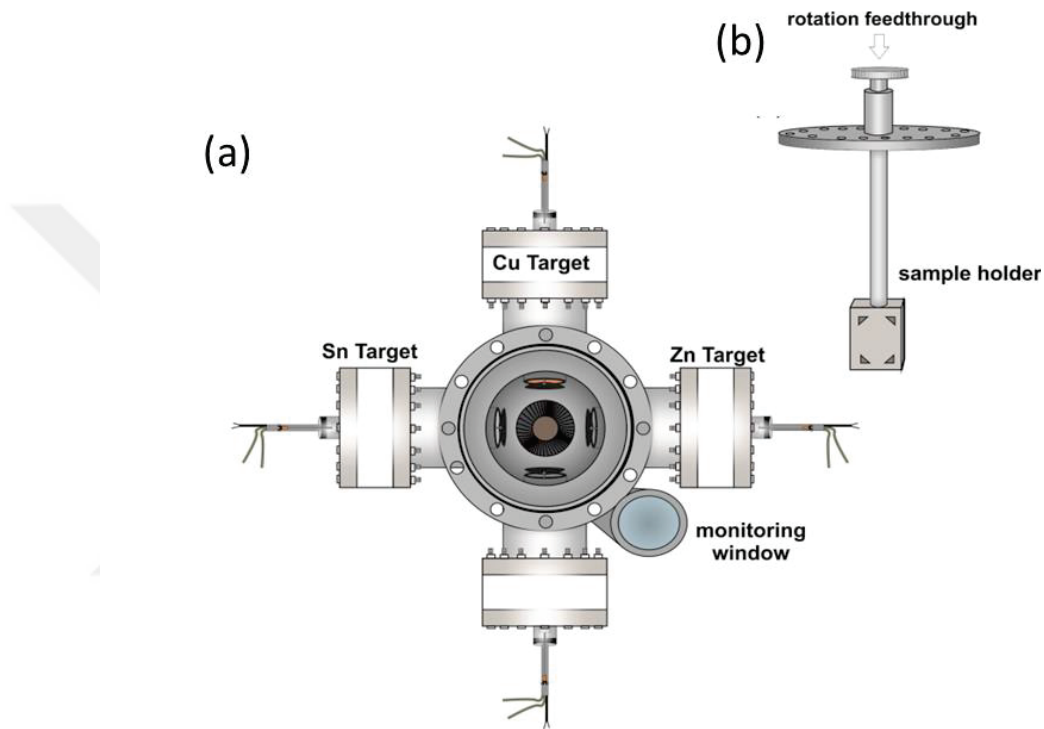 (a)
Cu Target
Sn Target
Zn Target
monitoring
window
(b)
rotation feedthrough
sample holder